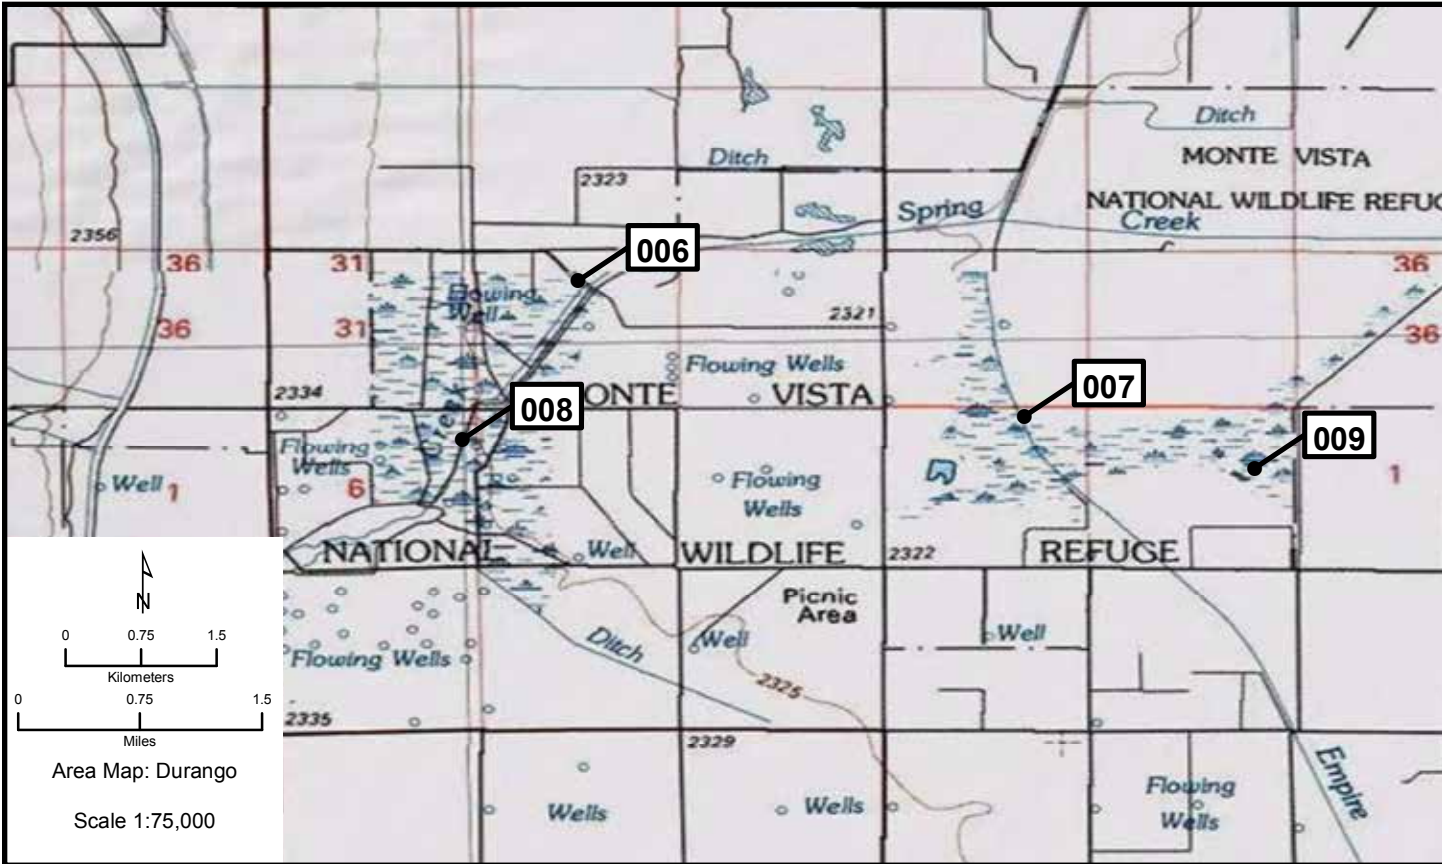 Ditch
MONTE VISTA
NATIONAL WILDLIFE REFUG
Ditch
2323
Spring
Creek
2356
006
36
31
36
Flowing
Well
2321
36
31
36
Flowing Wells
007
2334
008
ONTE VISTA
Creek
009
Flowing
Wells
Well
1
6
Flowing
Wells
1
NATIONAL
Well
WILDLIFE
2322
REFUGE
N
Picnic
Area
0 0.75 1.5
Kilometers
Ditch
Well
Well
Flowing Wells
2325
0 0.75 1.5
Miles
2335
2329
Area Map: Durango
Scale 1:75,000
Wells
Wells
Flowing
Wells
Empire